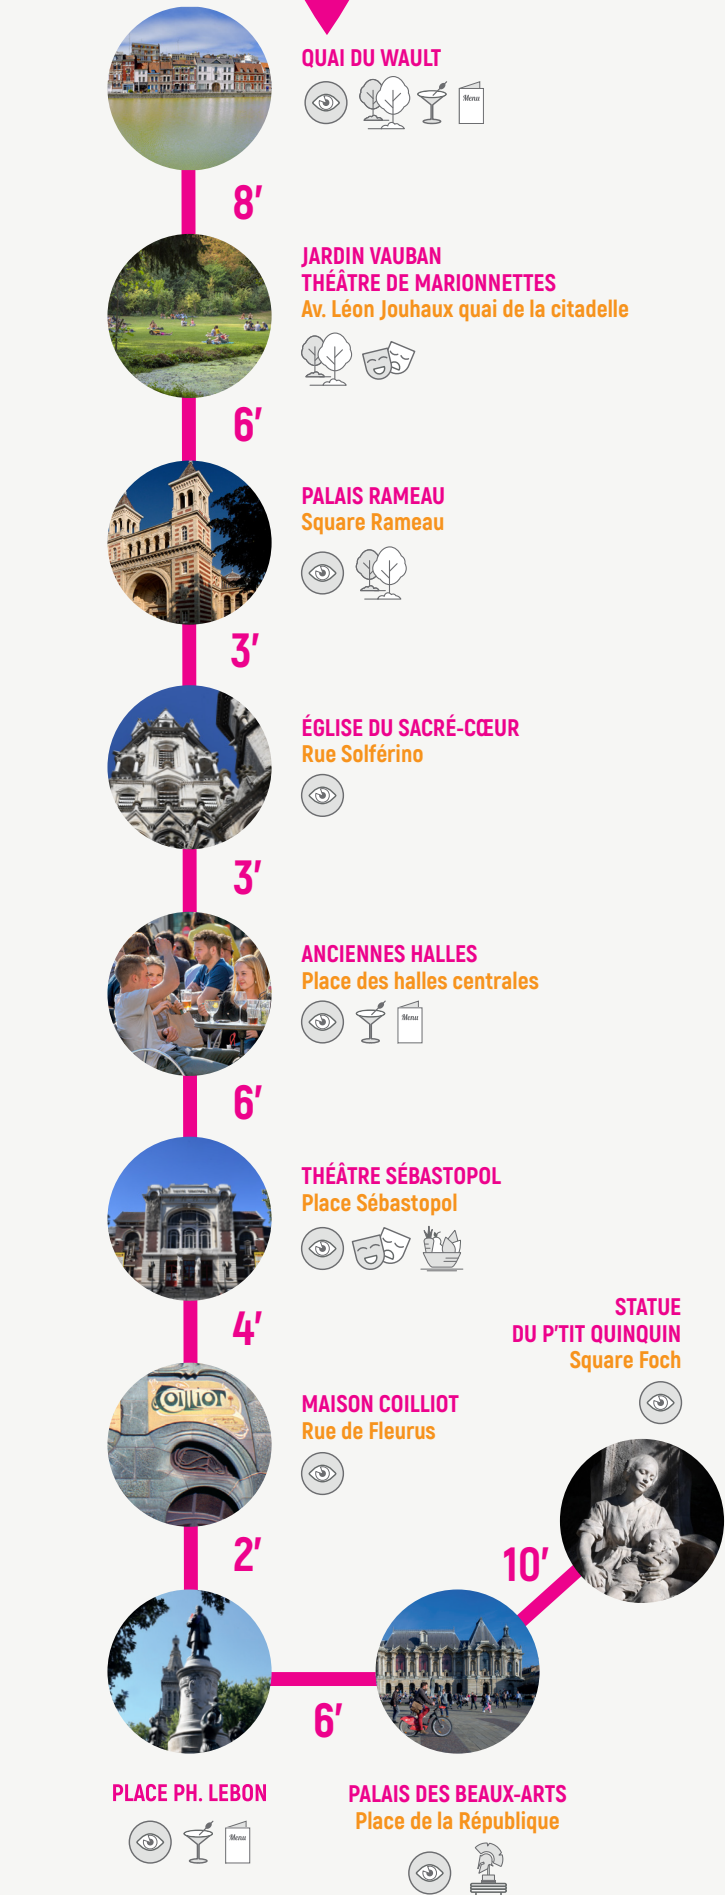 QUAI DU WAULT
Menu
8′
JARDIN VAUBAN
THÉÂTRE DE MARIONNETTES
Av. Léon Jouhaux quai de la citadelle
6′
PALAIS RAMEAU
Square Rameau
3′
ÉGLISE DU SACRÉ-CŒUR
Rue Solférino
3′
ANCIENNES HALLES
Place des halles centrales
Menu
6′
THÉÂTRE SÉBASTOPOL
Place Sébastopol
4′
STATUE
DU P'TIT QUINQUIN
Square Foch
Coilliot
MAISON COILLIOT
Rue de Fleurus
2′
10′
6′
PLACE PH. LEBON
Menu
PALAIS DES BEAUX-ARTS
Place de la République